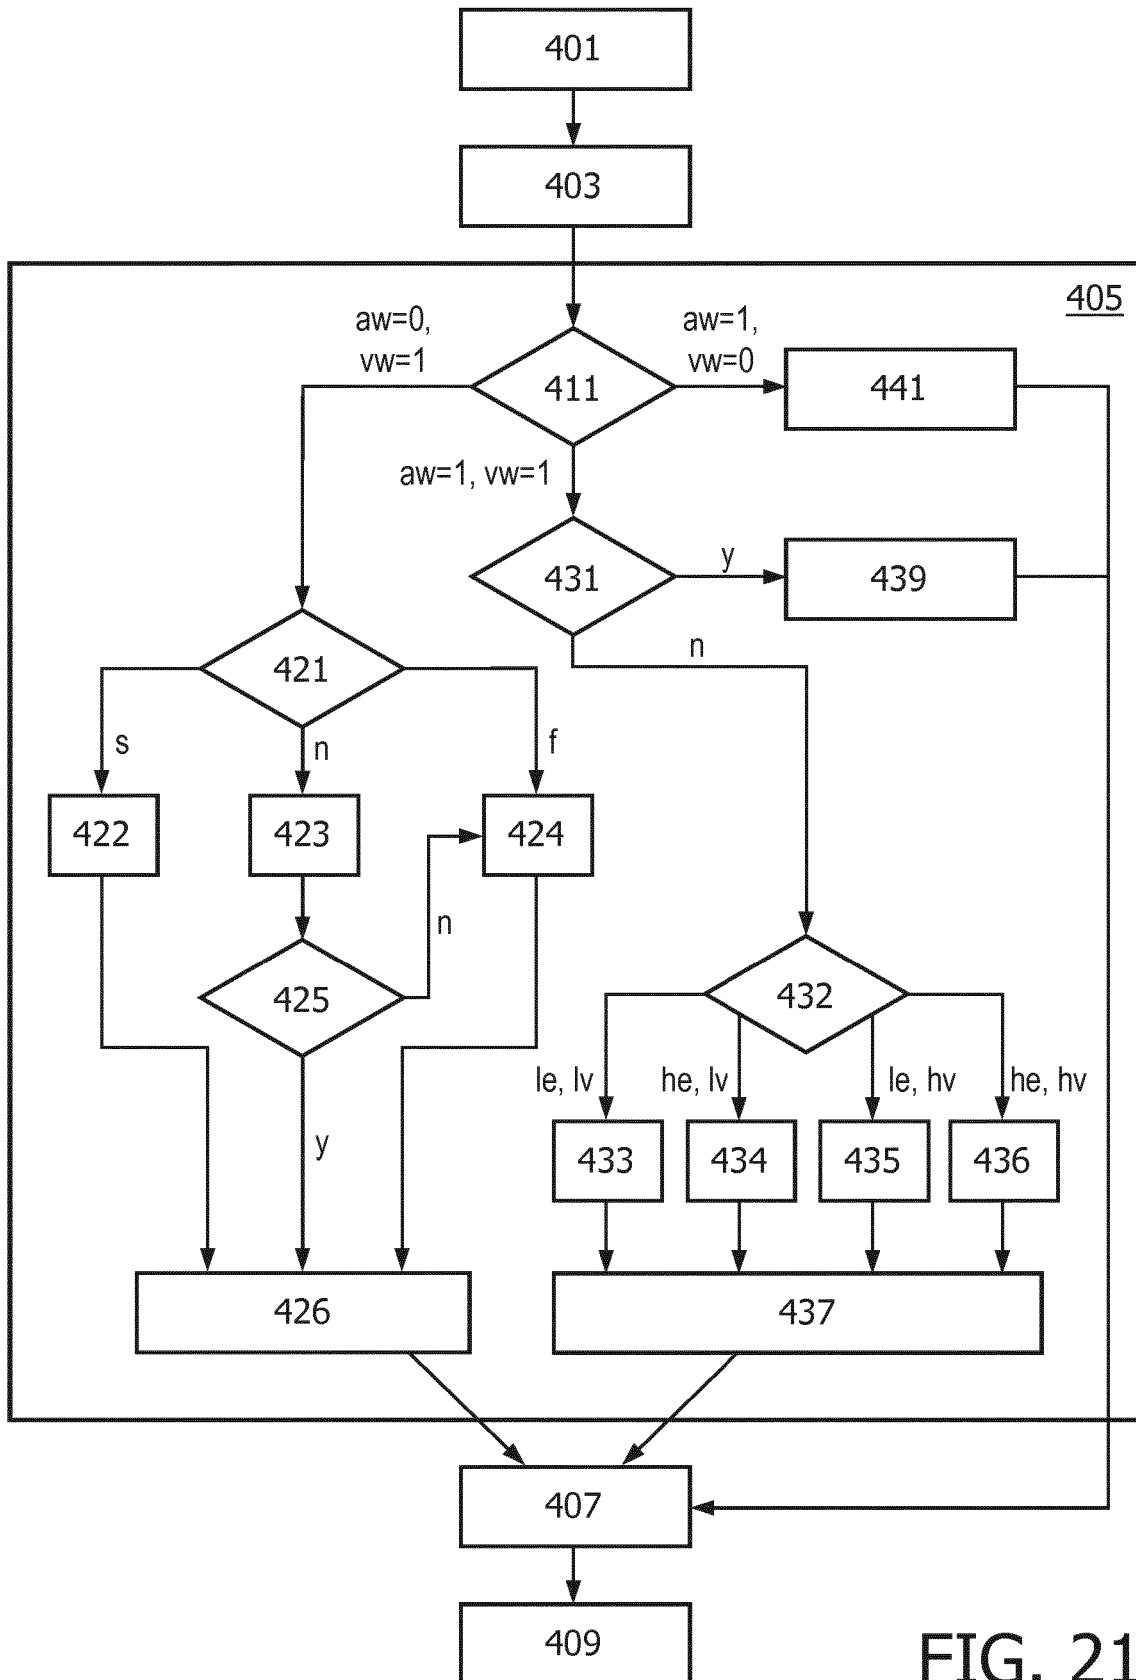 401
403
405
aw=0,
vw=1
aw=1,
vw=0
411
441
aw=1, vw=1
431
y
439
n
421
s
n
f
422
423
424
n
425
432
le, lv
he, lv
le, hv
he, hv
y
433
434
435
436
426
437
407
409
FIG. 21